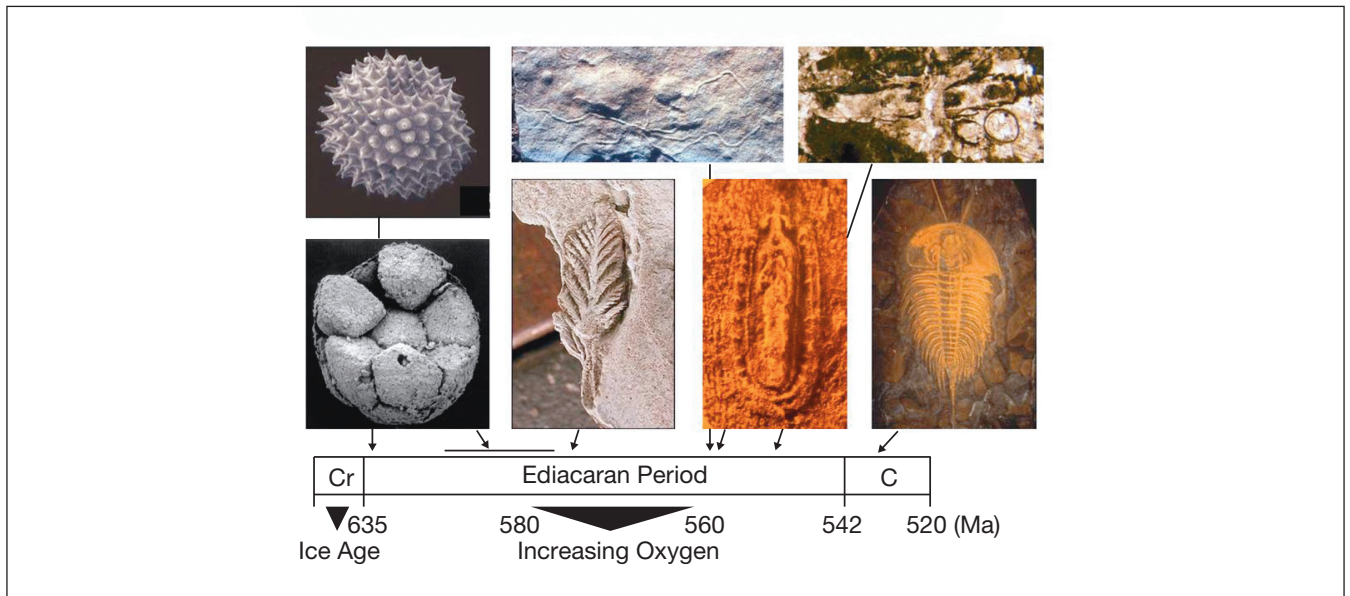 Cr Ediacaran Period C
635 580 560 542 520 (Ma)
Ice Age Increasing Oxygen